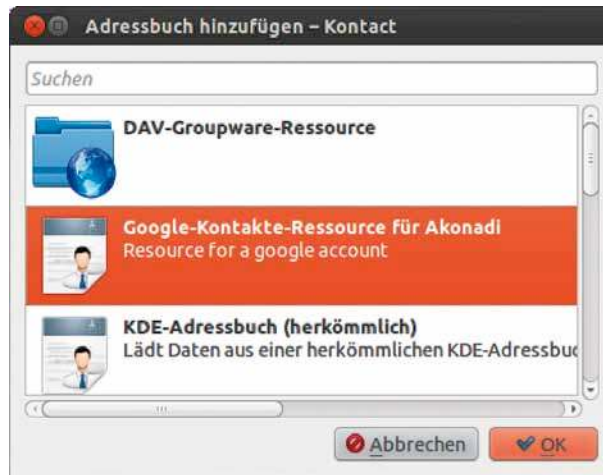 Adressbuch hinzufügen – Kontact
Suchen
DAV-Groupware-Ressource
Google-Kontakte-Ressource für Akonadi
Resource for a google account
KDE-Adressbuch (herkömmlich)
Lädt Daten aus einer herkömmlichen KDE-Adressbuc
Abbrechen
OK